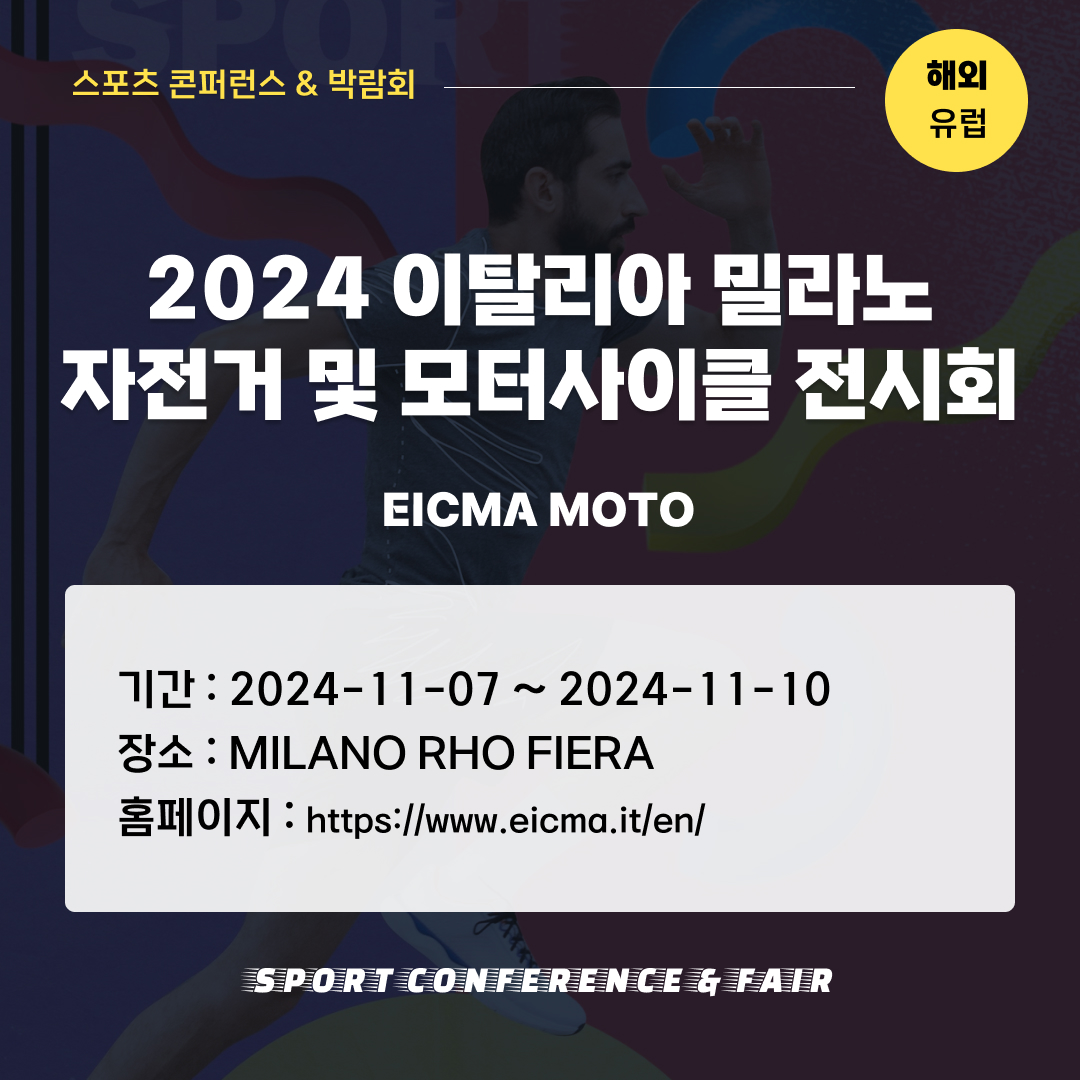 SPORT
스포츠 콘퍼런스 & 박람회
해외
유럽
2024 이탈리아 밀라노
자전거 및 모터사이클 전시회
EICMA MOTO
기간 : 2024-11-07 ~ 2024-11-10
장소 : MILANO RHO FIERA
홈페이지 : https://www.eicma.it/en/
SPORT CONFERENCE & FAIR